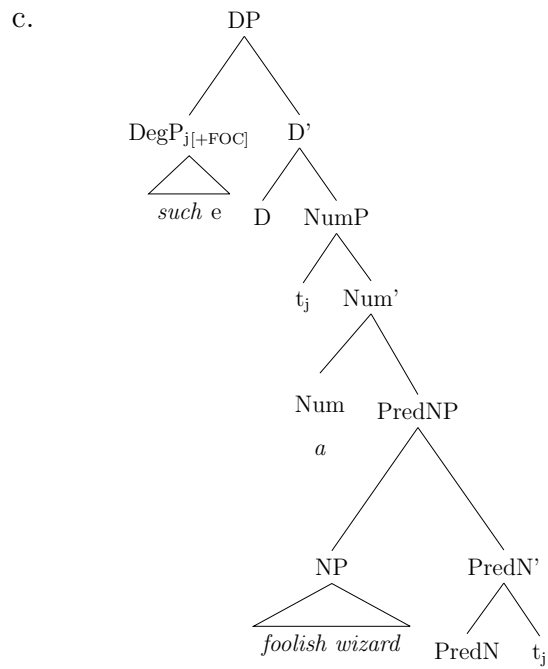 c.
DP
DegPj[+FOC] D'
such e D NumP
tj Num'
Num PredNP
a
NP PredN'
foolish wizard PredN tj